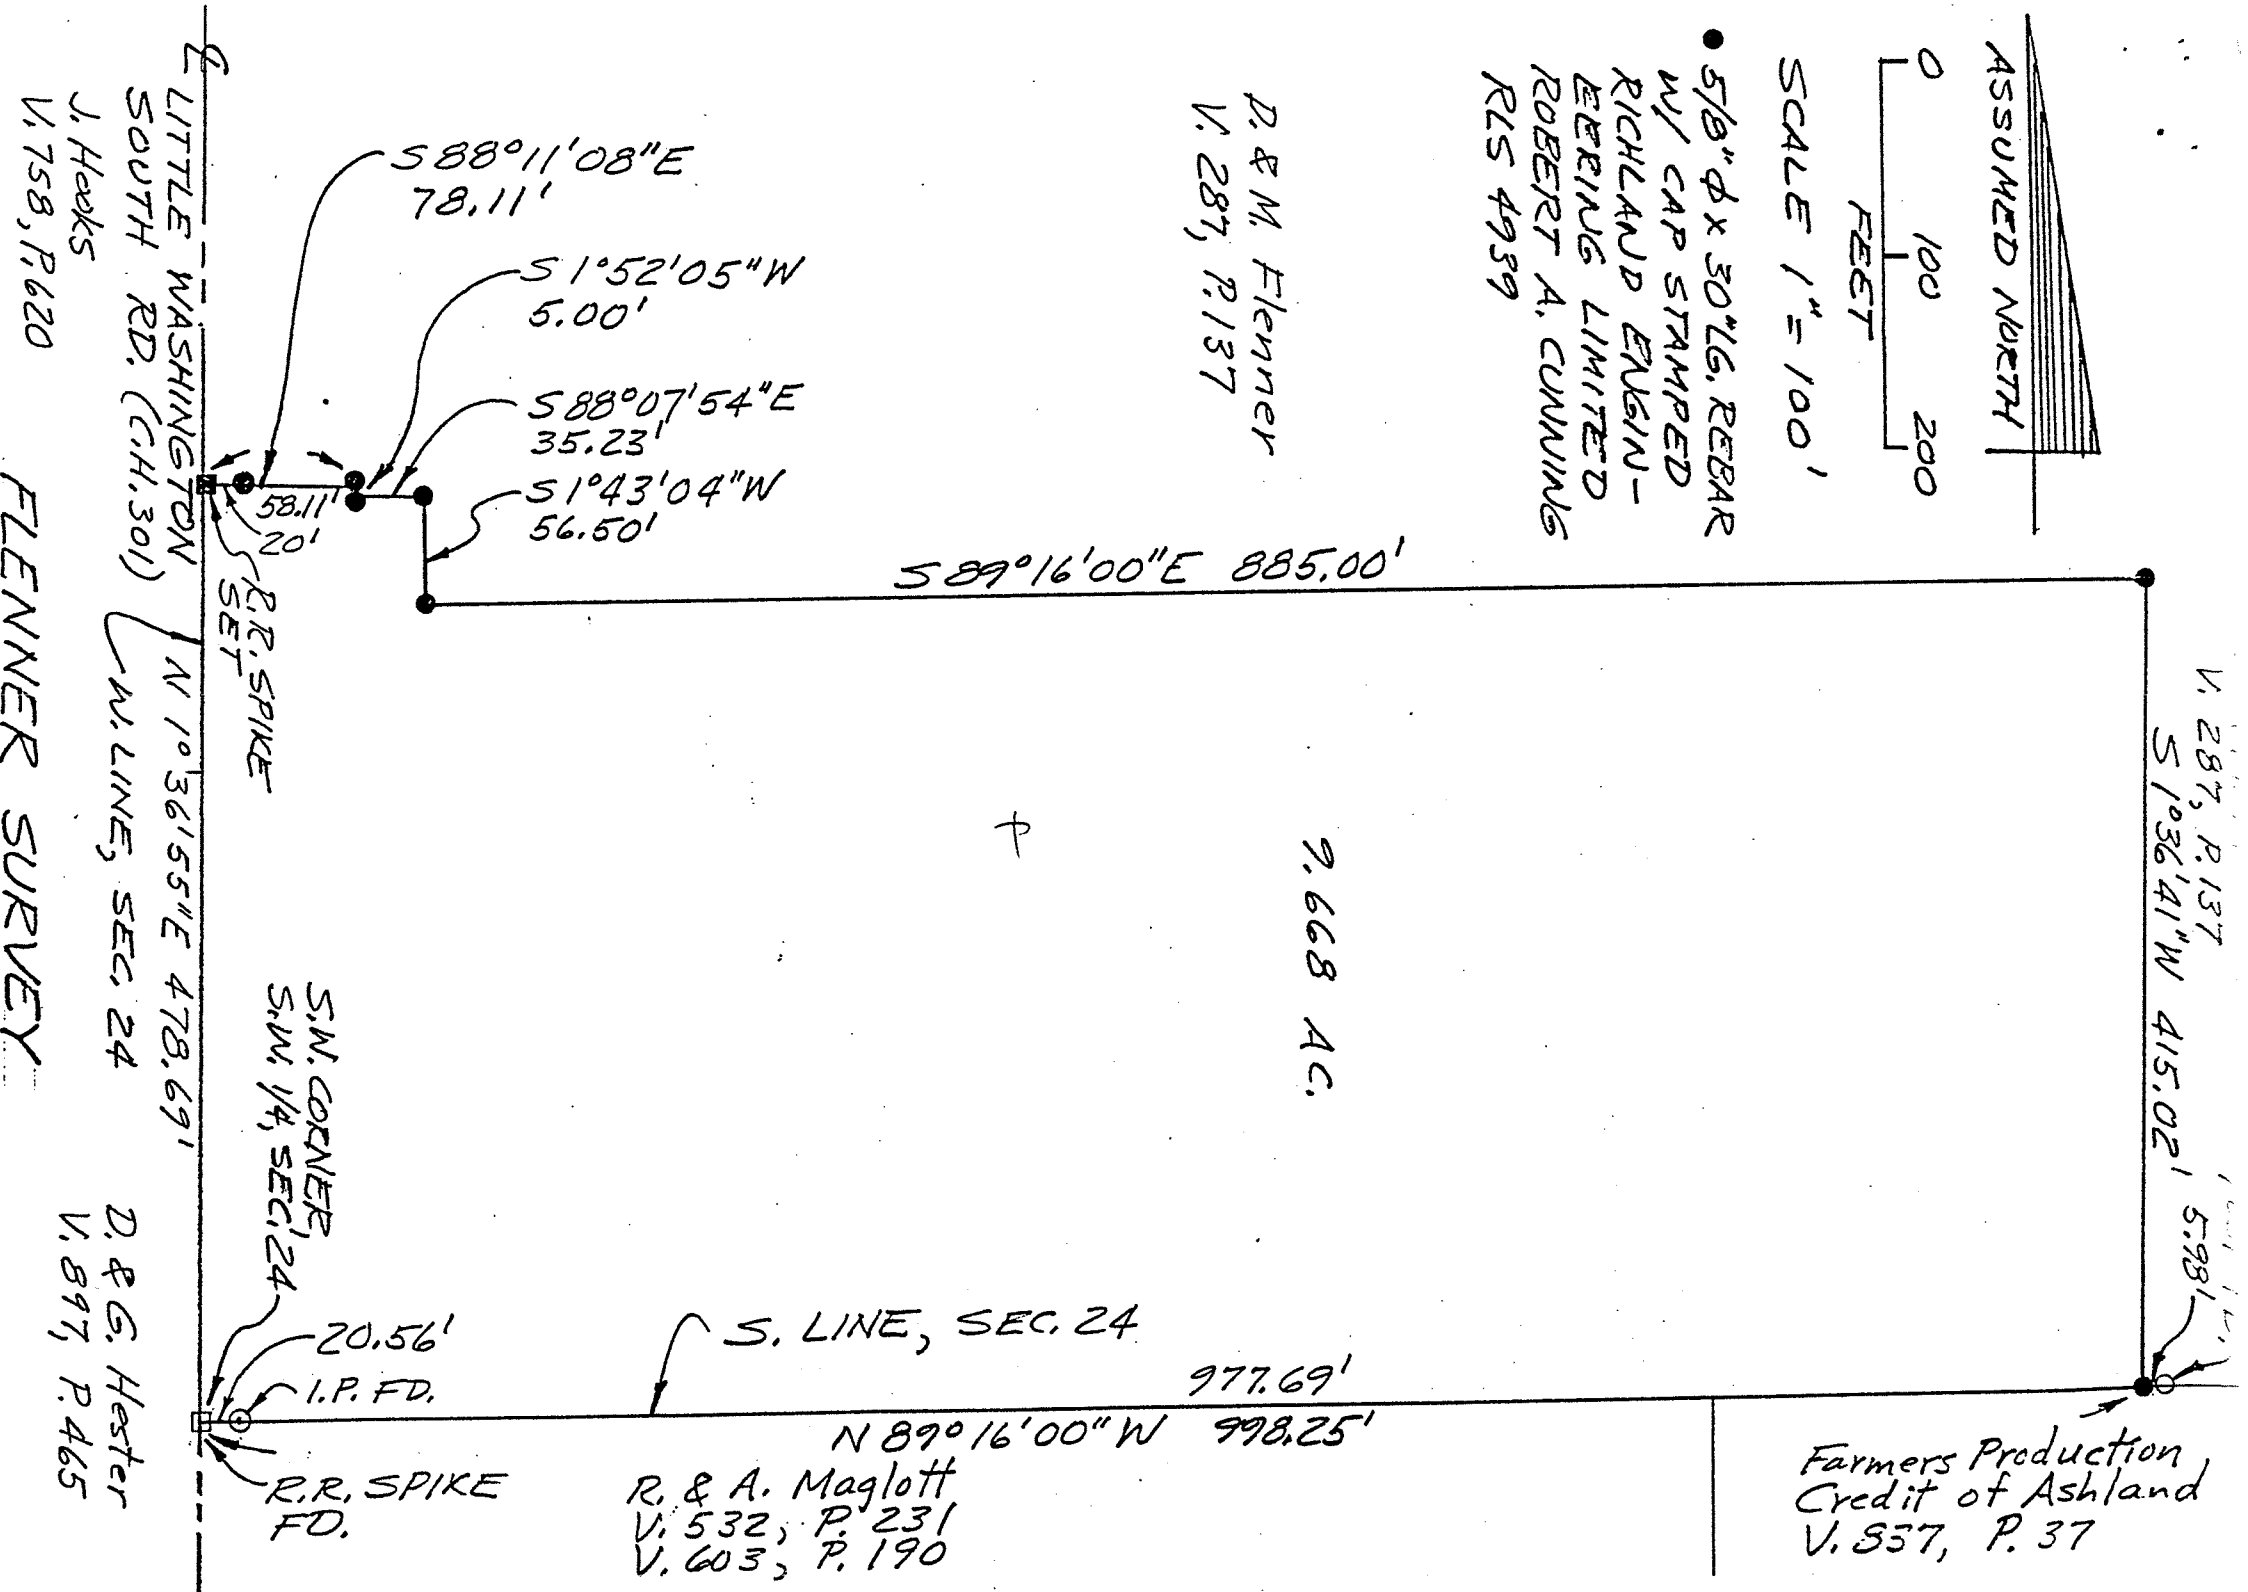 ASSUMED NORTH
0 100 200
FEET
SCALE 1" = 100'
● 5/8" φ x 30" LG. REBAR
W/ CAP STAMPED
RICHLAND ENGIN-
EERING LIMITED
ROBERT A. CUNNING
RLS 4939
P. & M. Flenner
V. 287, P. 137
S 88°11'08"E
78.11'
S 1°52'05"W
5.00'
S 88°07'54"E
35.23'
S 1°43'04"W
56.50'
58.11'
20'
R.R. SPIKE
SET
S 89°16'00"E 885.00'
V. 287, P. 137
S 1°36'41"W 415.02'
5.98'
9.668 AC.
℄ LITTLE WASHINGTON
SOUTH RD. (C.H. 301)
J. Hooks
V. 758, P. 620
N 1°36'55"E 478.69'
W. LINE, SEC. 24
S.W. CORNER,
S.W. 1/4, SEC. 24
D. & G. Hester
V. 897, P. 465
20.56'
I.P. FD.
S. LINE, SEC. 24
977.69'
N 89°16'00"W 998.25'
R.R. SPIKE
FD.
R. & A. Maglott
V. 532, P. 231
V. 603, P. 190
Farmers Production
Credit of Ashland
V. 857, P. 37
FLENNER SURVEY